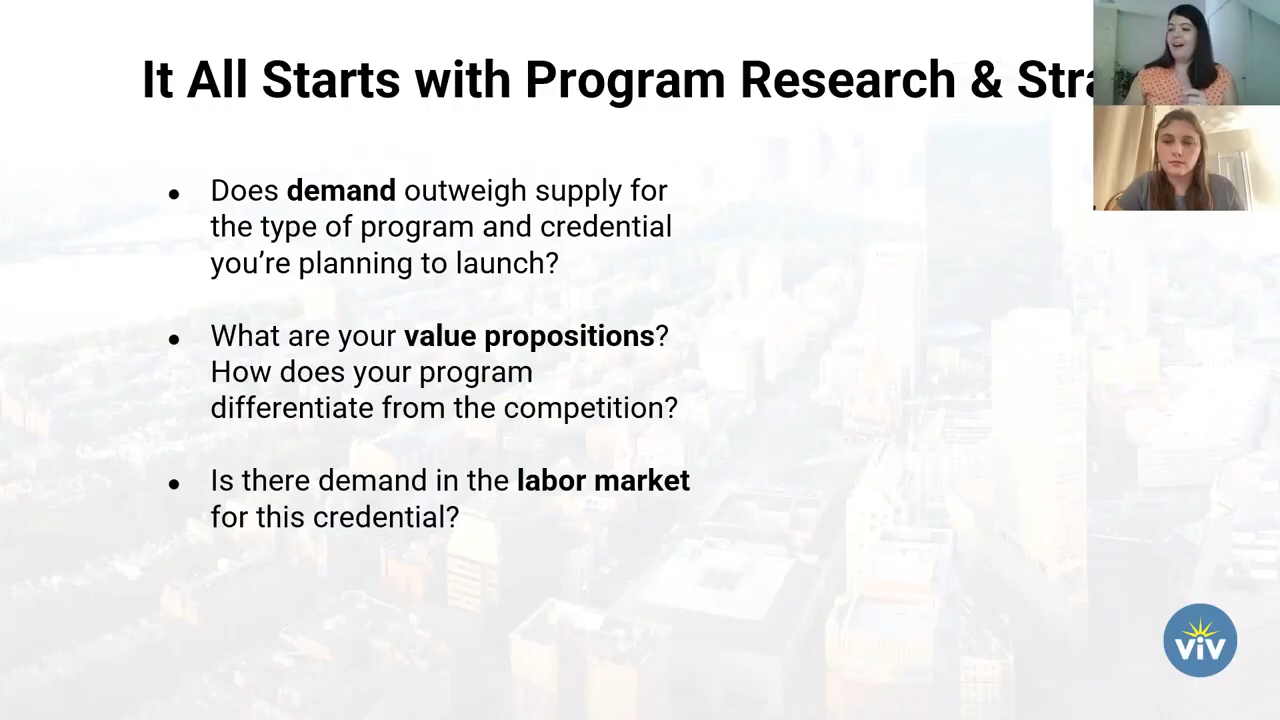 It All Starts with Program Research &
• Does demand outweigh supply for
the type of program and credential
you’re planning to launch?
• What are your value propositions?
How does your program
differentiate from the competition?
• Is there demand in the labor market
for this credential?
viv